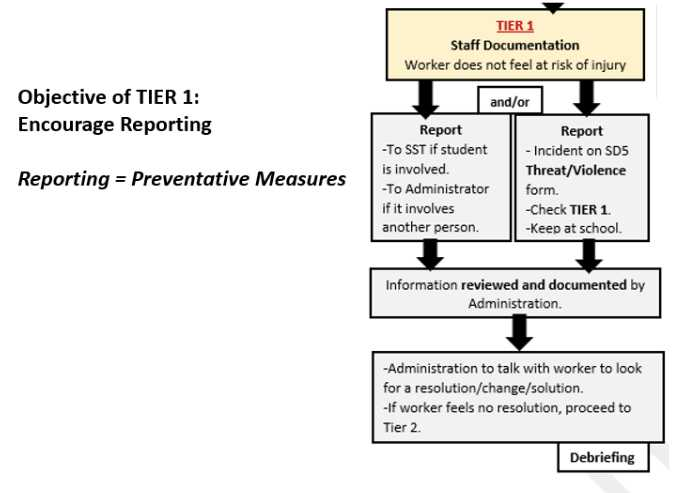 TIER 1
Staff Documentation
Worker does not feel at risk of injury
Objective of TIER 1:
Encourage Reporting
Reporting = Preventative Measures
and/or
Report
-To SST if student
is involved.
-To Administrator
if it involves
another person.
Report
- Incident on SD5
Threat/Violence
form.
-Check TIER 1.
-Keep at school.
Information reviewed and documented by
Administration.
-Administration to talk with worker to look
for a resolution/change/solution.
-If worker feels no resolution, proceed to
Tier 2.
Debriefing